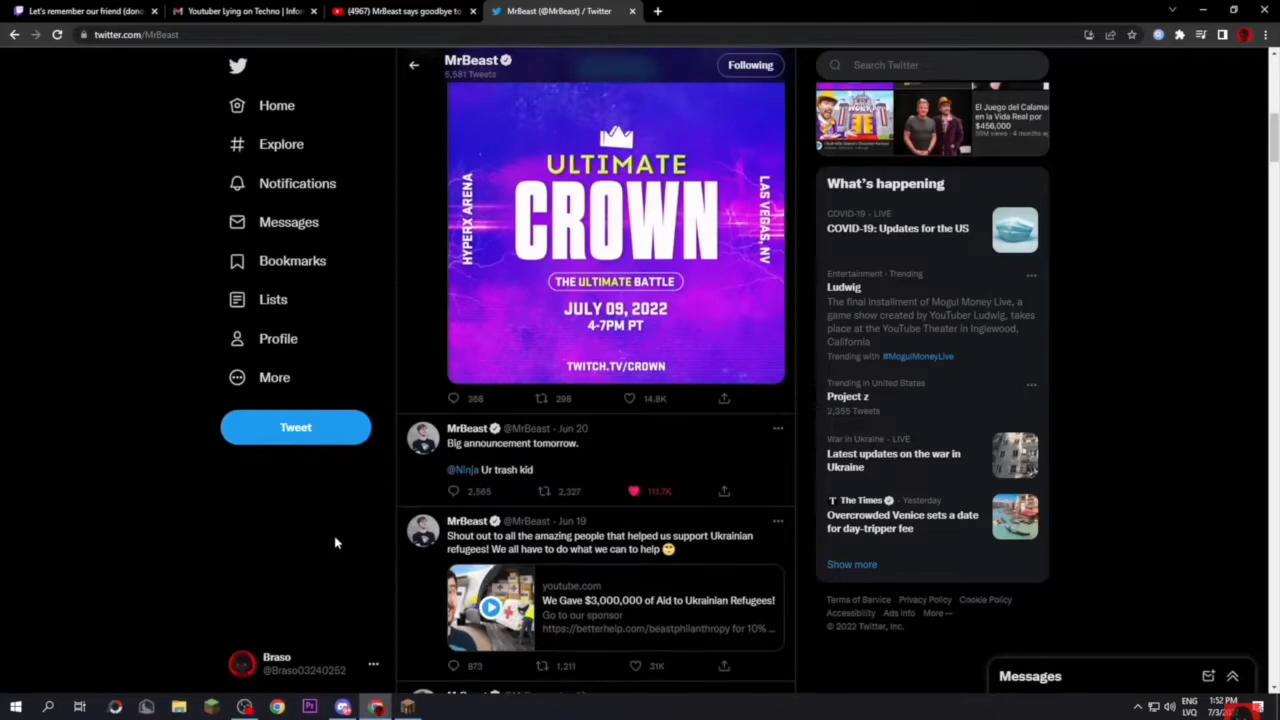 Let's remember our friend (dono
Youtuber Lying on Techno | Infor
(4967) MrBeast says goodbye to
MrBeast (@MrBeast) / Twitter
twitter.com/MrBeast
MrBeast
5,581 Tweets
Following
Search Twitter
Home
Explore
Notifications
Messages
Bookmarks
Lists
Profile
More
Tweet
Braso
@Braso03240252
HYPERX ARENA
ULTIMATE
CROWN
LAS VEGAS, NV
THE ULTIMATE BATTLE
JULY 09, 2022
4-7PM PT
TWITCH.TV/CROWN
368 298 14.8K
MrBeast @MrBeast · Jun 20
Big announcement tomorrow.
@Ninja Ur trash kid
2,565 2,327 111.7K
MrBeast @MrBeast · Jun 19
Shout out to all the amazing people that helped us support Ukrainian
refugees! We all have to do what we can to help
youtube.com
We Gave $3,000,000 of Aid to Ukrainian Refugees!
Go to our sponsor
https://betterhelp.com/beastphilanthropy for 10% ...
873 1,211 31K
El Juego del Calama
en la Vida Real por
$456,000
What's happening
COVID-19 · LIVE
COVID-19: Updates for the US
Entertainment · Trending
Ludwig
The final installment of Mogul Money Live, a
game show created by YouTuber Ludwig, takes
place at the YouTube Theater in Inglewood,
California
Trending with #MogulMoneyLive
Trending in United States
Project z
2,355 Tweets
War in Ukraine · LIVE
Latest updates on the war in
Ukraine
The Times · Yesterday
Overcrowded Venice sets a date
for day-tripper fee
Show more
Terms of Service Privacy Policy Cookie Policy
Accessibility Ads info More ···
© 2022 Twitter, Inc.
Messages
ENG
LVQ
1:52 PM